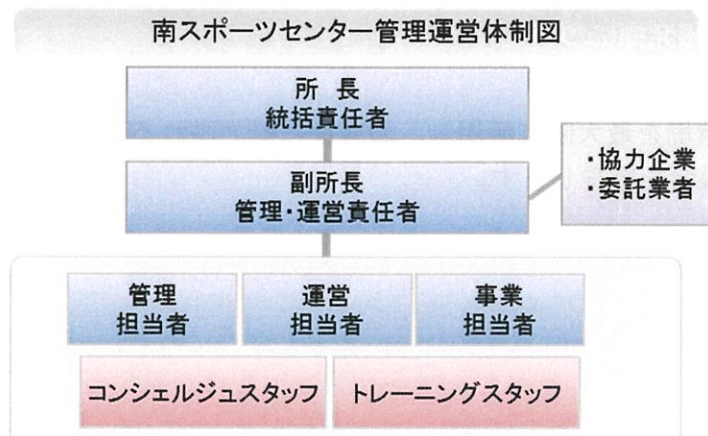 南スポーツセンター管理運営体制図
所 長
統括責任者
副所長
管理・運営責任者
・協力企業
・委託業者
管理
担当者
運営
担当者
事業
担当者
コンシェルジュスタッフ
トレーニングスタッフ